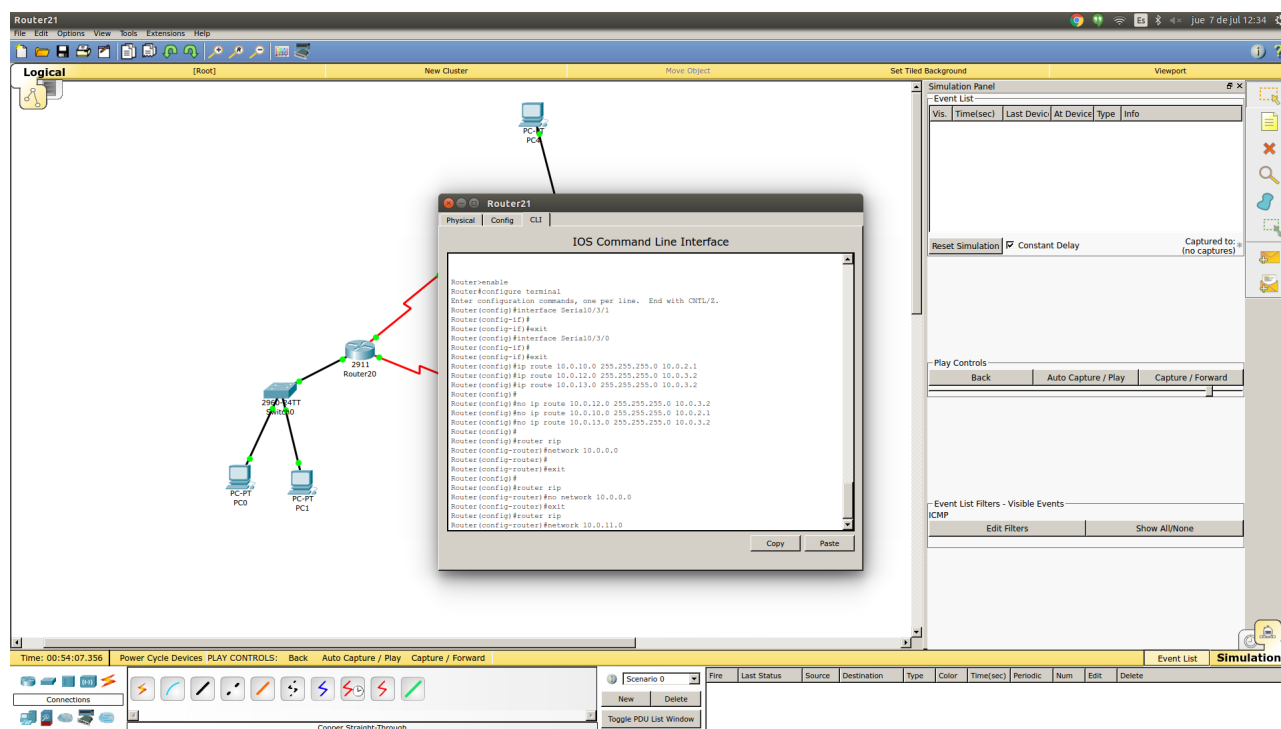 Router21
Es jue 7 de jul 12:34
File Edit Options View Tools Extensions Help
Logical [Root] New Cluster Move Object Set Tiled Background Viewport
PC-PT
PC4
2911
Router20
2960-24TT
Switch0
PC-PT
PC0
PC-PT
PC1
Router21
Physical Config CLI
IOS Command Line Interface
Router>enable
Router#configure terminal
Enter configuration commands, one per line. End with CNTL/Z.
Router(config)#interface Serial0/3/1
Router(config-if)#
Router(config-if)#exit
Router(config)#interface Serial0/3/0
Router(config-if)#
Router(config-if)#exit
Router(config)#ip route 10.0.10.0 255.255.255.0 10.0.2.1
Router(config)#ip route 10.0.12.0 255.255.255.0 10.0.3.2
Router(config)#ip route 10.0.13.0 255.255.255.0 10.0.3.2
Router(config)#
Router(config)#no ip route 10.0.12.0 255.255.255.0 10.0.3.2
Router(config)#no ip route 10.0.10.0 255.255.255.0 10.0.2.1
Router(config)#no ip route 10.0.13.0 255.255.255.0 10.0.3.2
Router(config)#
Router(config)#router rip
Router(config-router)#network 10.0.0.0
Router(config-router)#
Router(config-router)#exit
Router(config)#
Router(config)#router rip
Router(config-router)#no network 10.0.0.0
Router(config-router)#exit
Router(config)#router rip
Router(config-router)#network 10.0.11.0
Copy Paste
Simulation Panel
Event List
Vis. Time(sec) Last Devic At Device Type Info
Reset Simulation Constant Delay Captured to:
(no captures)
Play Controls
Back Auto Capture / Play Capture / Forward
Event List Filters - Visible Events
ICMP
Edit Filters Show All/None
Event List Simulation
Time: 00:54:07.356 Power Cycle Devices PLAY CONTROLS: Back Auto Capture / Play Capture / Forward
Connections
Copper Straight-Through
Scenario 0
New Delete
Toggle PDU List Window
Fire Last Status Source Destination Type Color Time(sec) Periodic Num Edit Delete